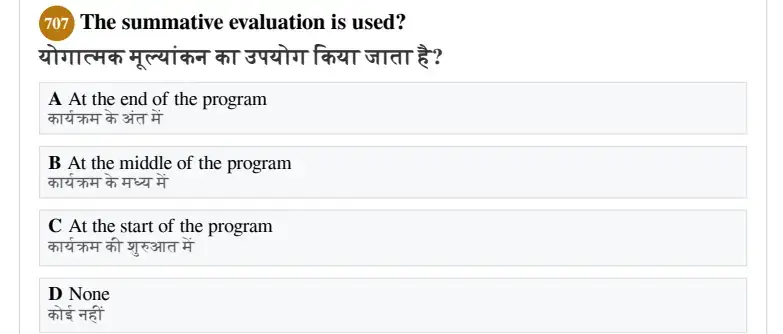 707 The summative evaluation is used?
योगात्मक मूल्यांकन का उपयोग किया जाता है?
A At the end of the program
कार्यक्रम के अंत में
B At the middle of the program
कार्यक्रम के मध्य में
C At the start of the program
कार्यक्रम की शुरुआत में
D None
कोई नहीं